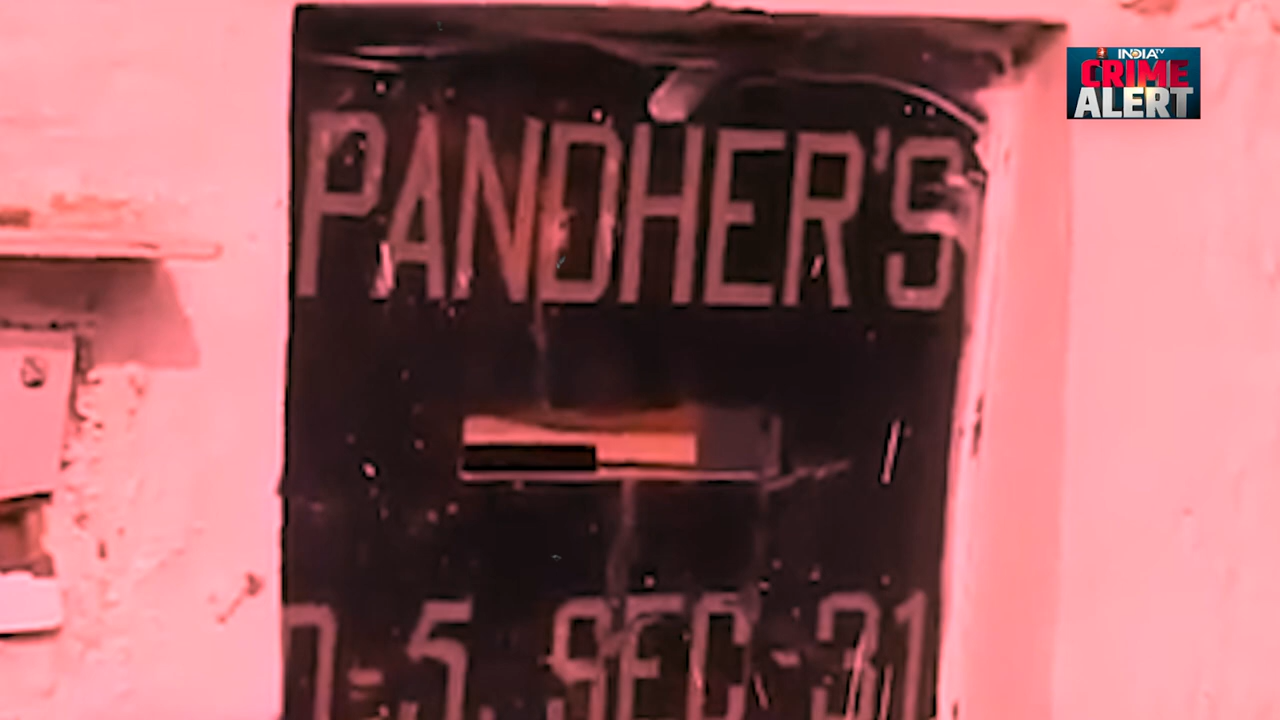 INDIA TV
CRIME
ALERT
PANDHER'S
D-5, SEC-31